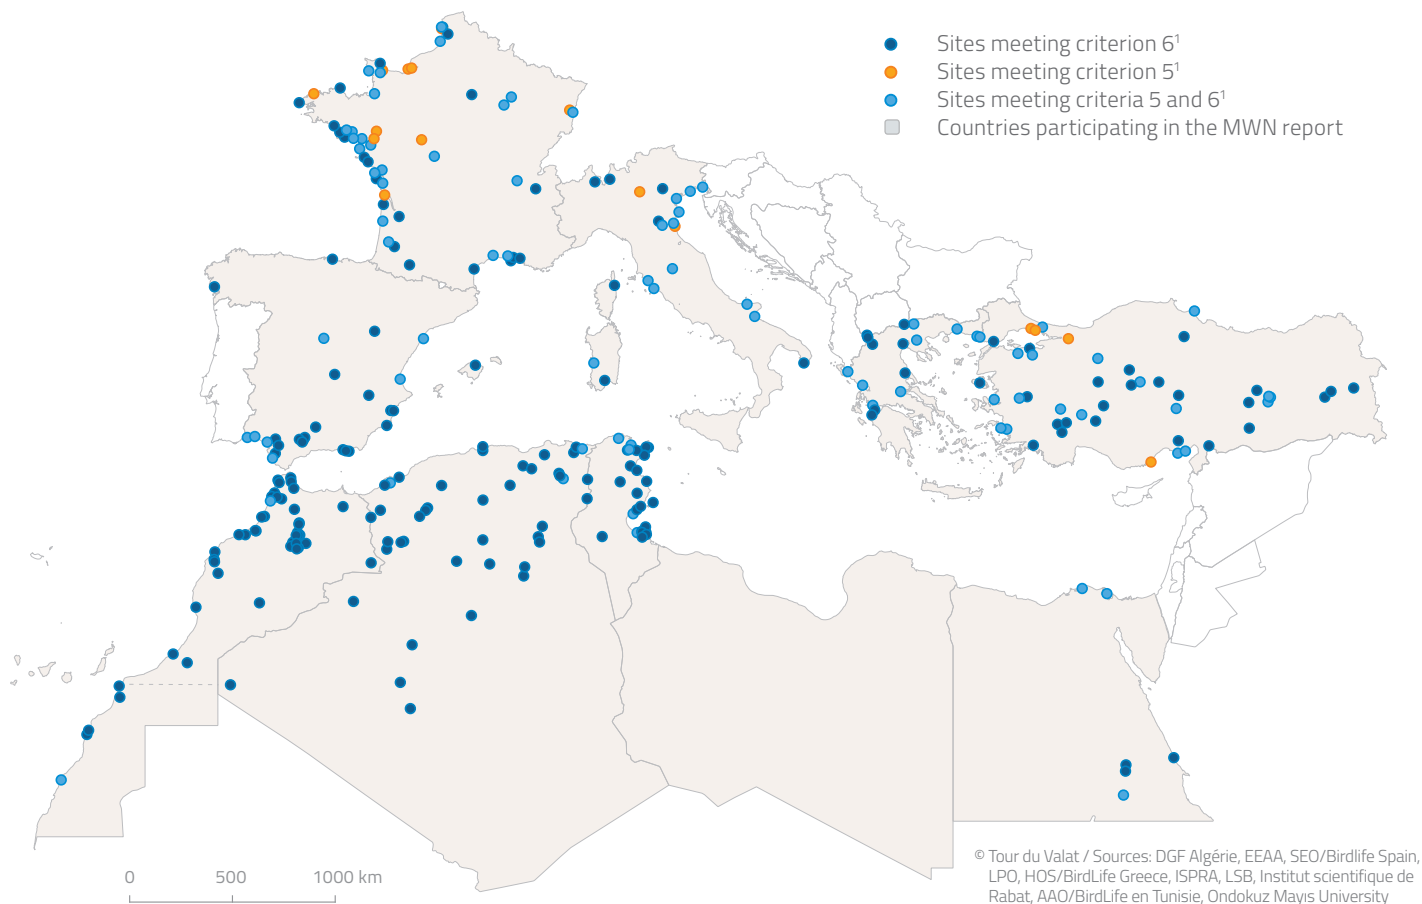 Sites meeting criterion 6¹
Sites meeting criterion 5¹
Sites meeting criteria 5 and 6¹
Countries participating in the MWN report
0 500 1000 km
© Tour du Valat / Sources: DGF Algérie, EEAA, SEO/Birdlife Spain,
LPO, HOS/BirdLife Greece, ISPRA, LSB, Institut scientifique de
Rabat, AAO/BirdLife en Tunisie, Ondokuz Mayıs University